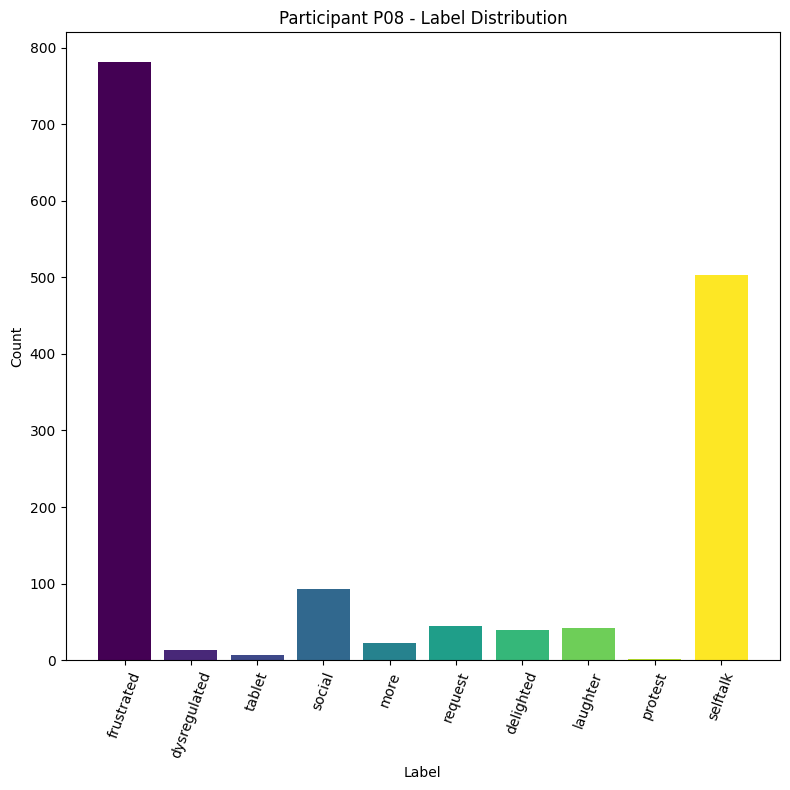 Participant P08 - Label Distribution
800
700
600
500
400
300
200
100
0
Count
frustrated
dysregulated
tablet
social
more
request
delighted
laughter
protest
selftalk
Label